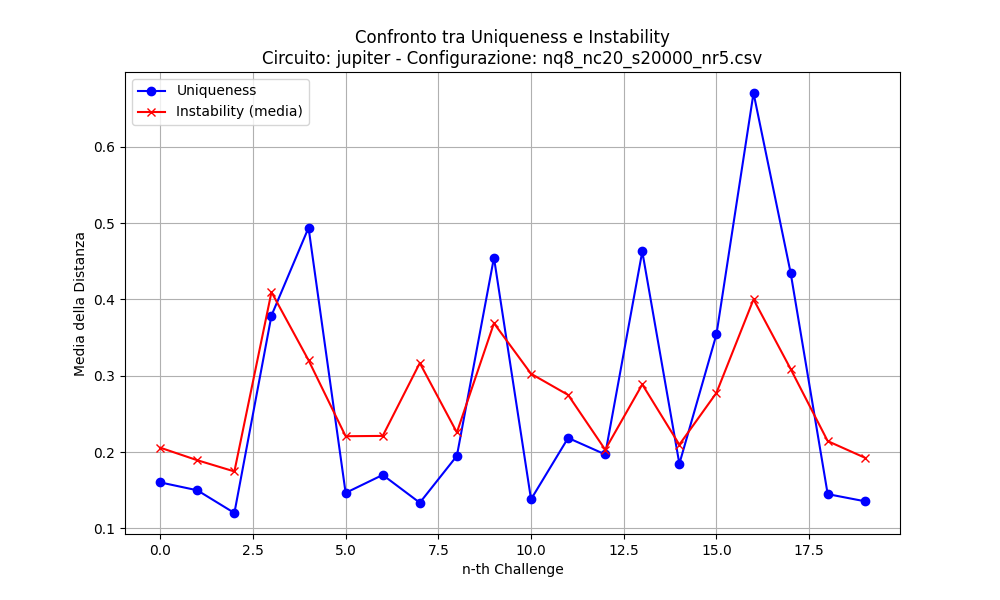 Confronto tra Uniqueness e Instability
Circuito: jupiter - Configurazione: nq8_nc20_s20000_nr5.csv
Uniqueness
Instability (media)
Media della Distanza
0.6
0.5
0.4
0.3
0.2
0.1
0.0
2.5
5.0
7.5
10.0
12.5
15.0
17.5
n-th Challenge